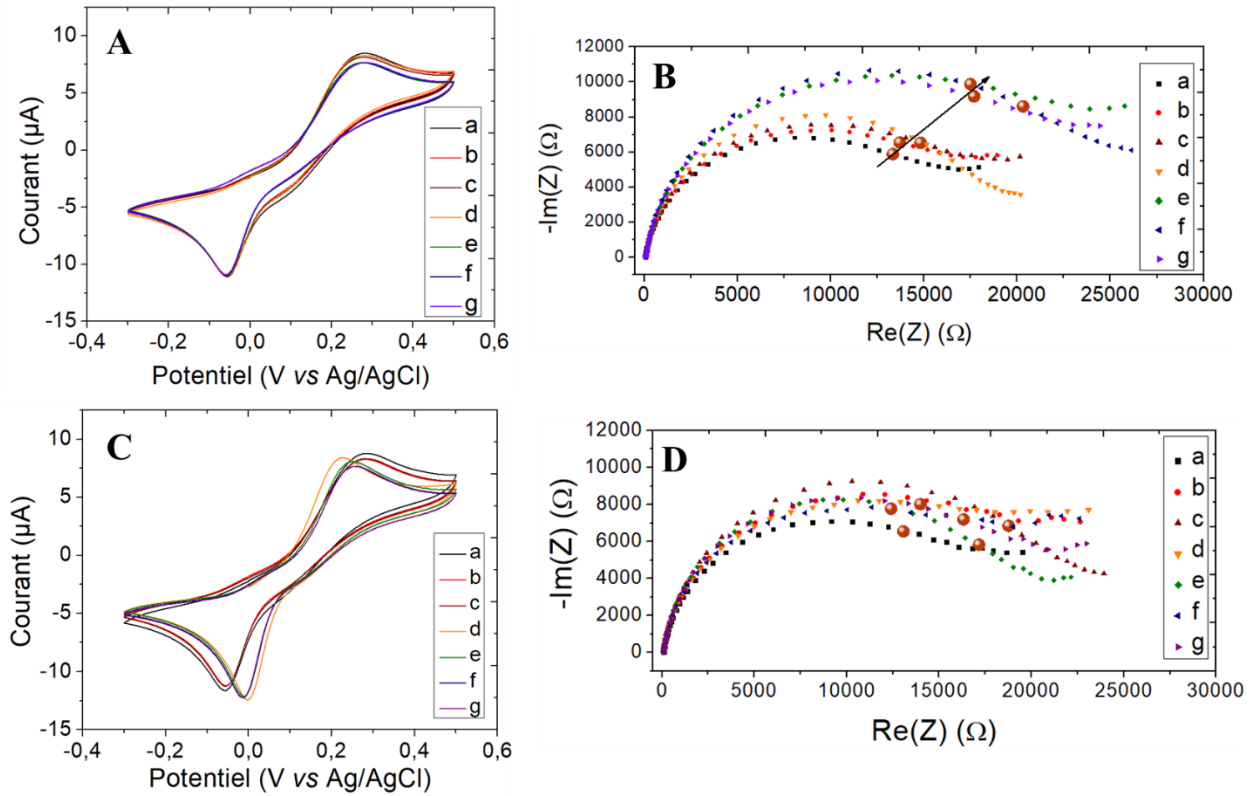 A
Courant (µA)
10
5
0
-5
-10
-15
-0,4
-0,2
0,0
0,2
0,4
0,6
Potentiel (V vs Ag/AgCl)
a
b
c
d
e
f
g
B
-Im(Z) (Ω)
12000
10000
8000
6000
4000
2000
0
0
5000
10000
15000
20000
25000
30000
Re(Z) (Ω)
a
b
c
d
e
f
g
C
Courant (µA)
10
5
0
-5
-10
-15
-0,4
-0,2
0,0
0,2
0,4
0,6
Potentiel (V vs Ag/AgCl)
a
b
c
d
e
f
g
D
-Im(Z) (Ω)
12000
10000
8000
6000
4000
2000
0
0
5000
10000
15000
20000
25000
30000
Re(Z) (Ω)
a
b
c
d
e
f
g